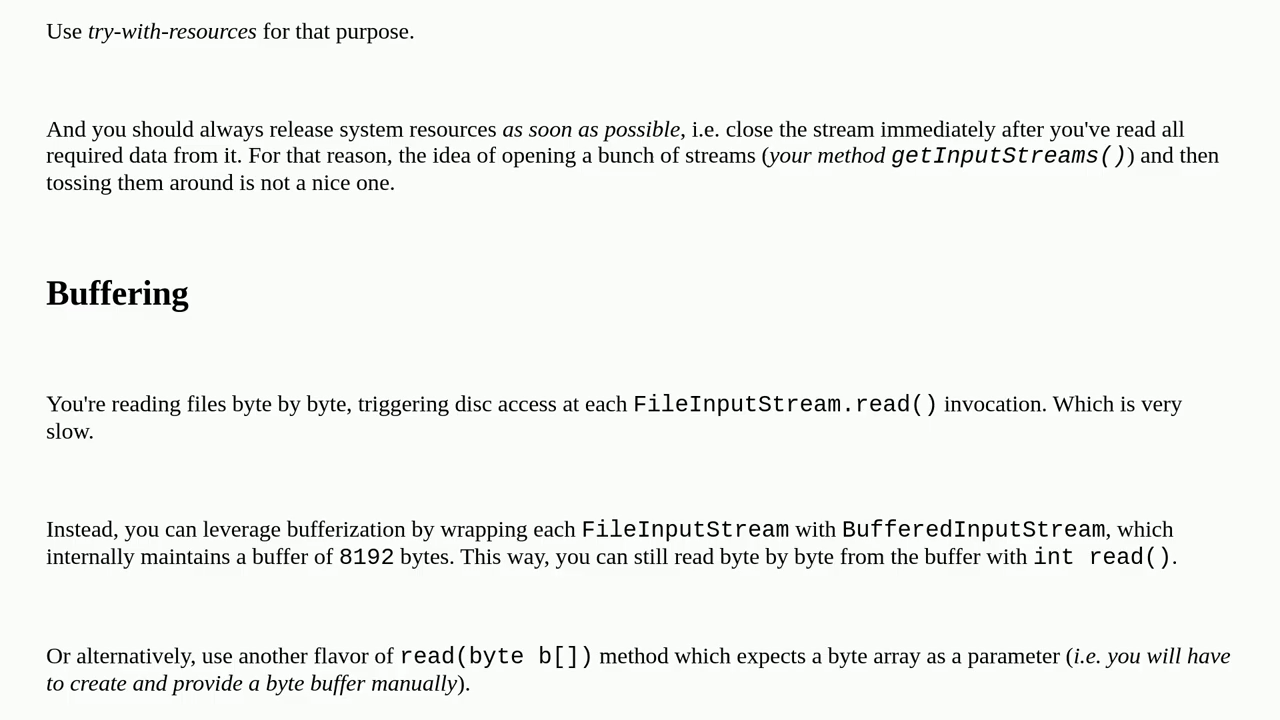 Use try-with-resources for that purpose.
And you should always release system resources as soon as possible, i.e. close the stream immediately after you've read all
required data from it. For that reason, the idea of opening a bunch of streams (your method getInputStreams()) and then
tossing them around is not a nice one.
Buffering
You're reading files byte by byte, triggering disc access at each FileInputStream.read() invocation. Which is very
slow.
Instead, you can leverage bufferization by wrapping each FileInputStream with BufferedInputStream, which
internally maintains a buffer of 8192 bytes. This way, you can still read byte by byte from the buffer with int read().
Or alternatively, use another flavor of read(byte b[]) method which expects a byte array as a parameter (i.e. you will have
to create and provide a byte buffer manually).